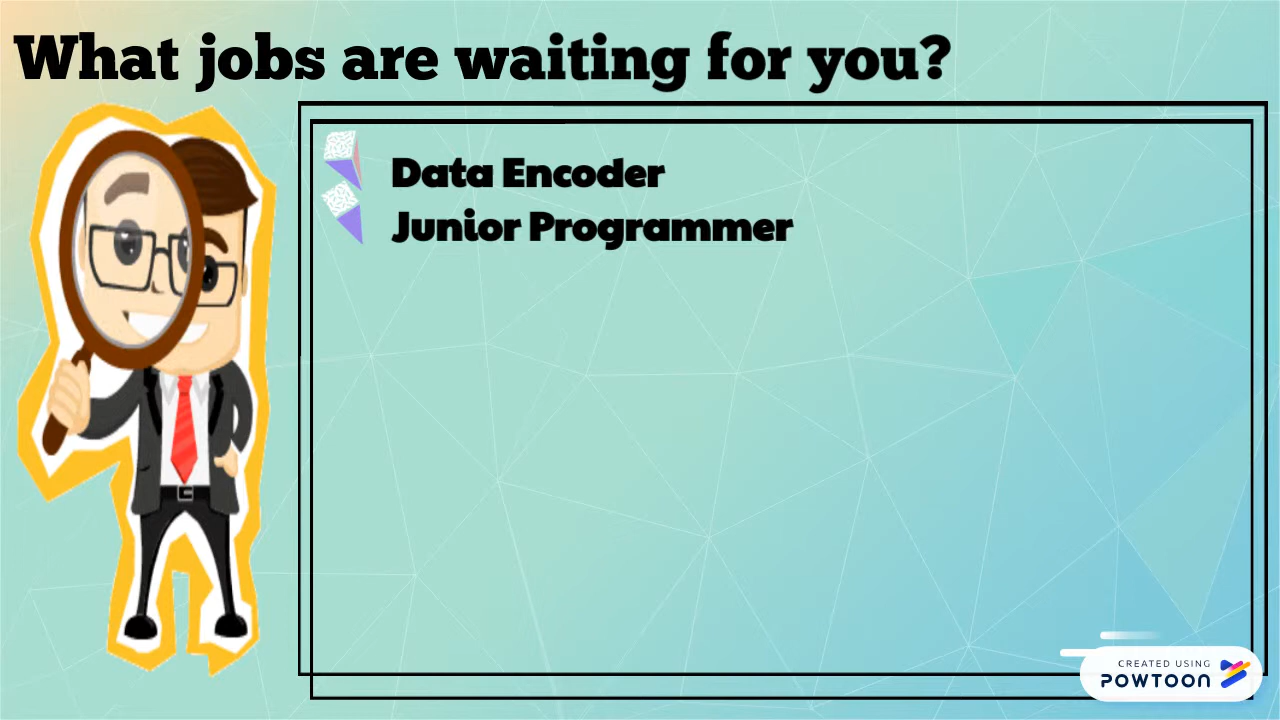 What jobs are waiting for you?
Data Encoder
Junior Programmer
CREATED USING
POWTOON